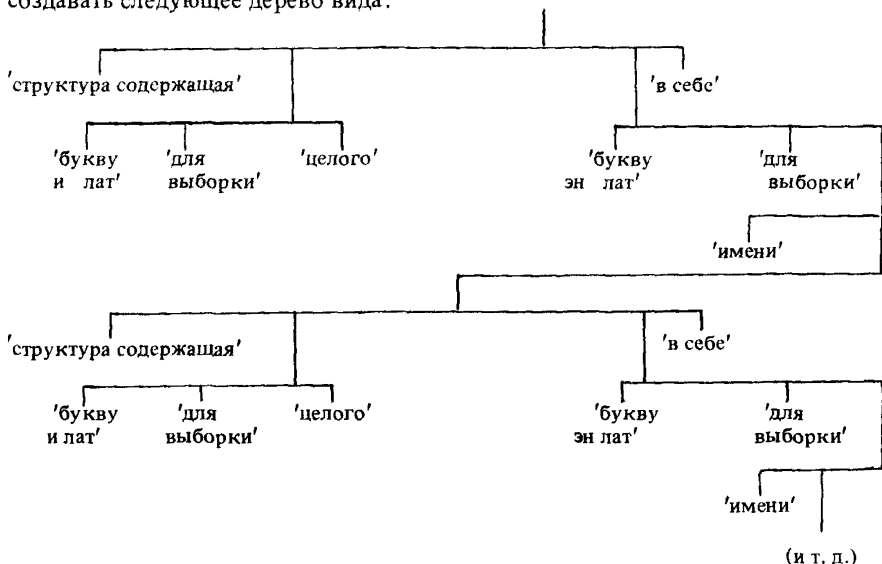 создавать следующее дерево вида:
'структура содержащая' 'в себе'
'букву 'для 'целого' 'букву 'для
и лат' выборки' эн лат' выборки'
'имени'
'структура содержащая' 'в себе'
'букву 'для 'целого' 'букву 'для
и лат' выборки' эн лат' выборки'
'имени'
(и т. д.)